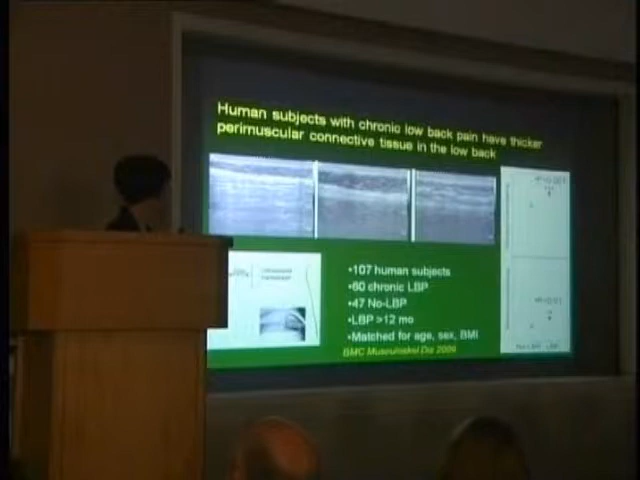 Human subjects with chronic low back pain have thicker
perimuscular connective tissue in the low back
•107 human subjects
•60 chronic LBP
•47 No-LBP
•LBP >12 mo
•Matched for age, sex, BMI
BMC Musculoskel Dis